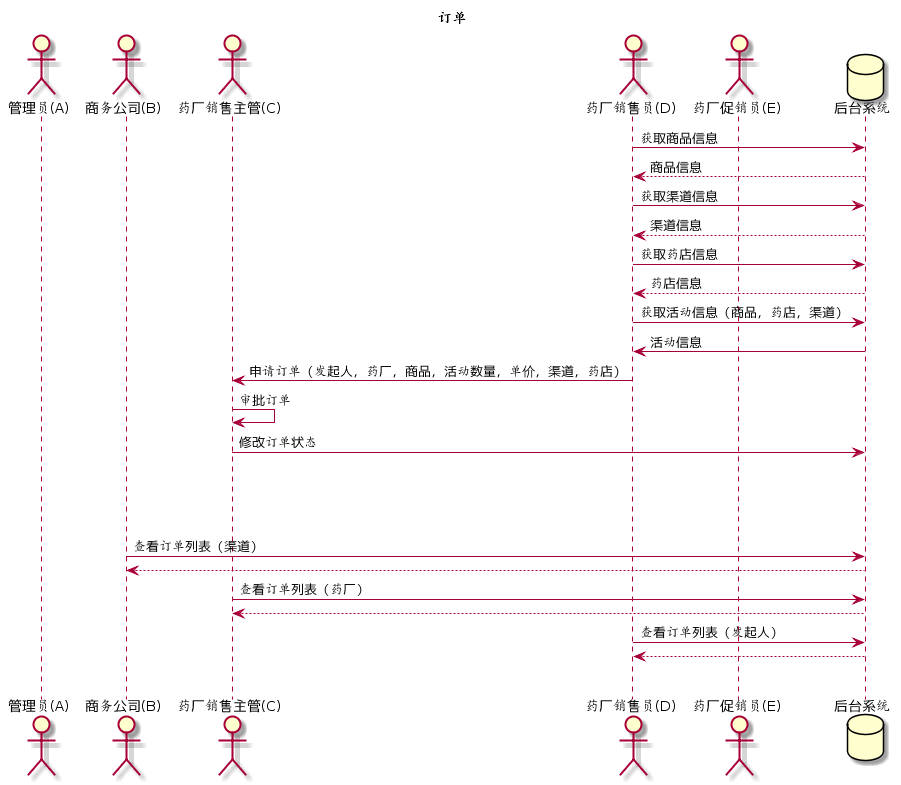 订单
管理员(A) 商务公司(B) 药厂销售主管(C) 药厂销售员(D) 药厂促销员(E) 后台系统
获取商品信息
商品信息
获取渠道信息
渠道信息
获取药店信息
药店信息
获取活动信息（商品，药店，渠道）
活动信息
申请订单（发起人，药厂，商品，活动数量，单价，渠道，药店）
审批订单
修改订单状态
查看订单列表（渠道）
查看订单列表（药厂）
查看订单列表（发起人）
管理员(A) 商务公司(B) 药厂销售主管(C) 药厂销售员(D) 药厂促销员(E) 后台系统